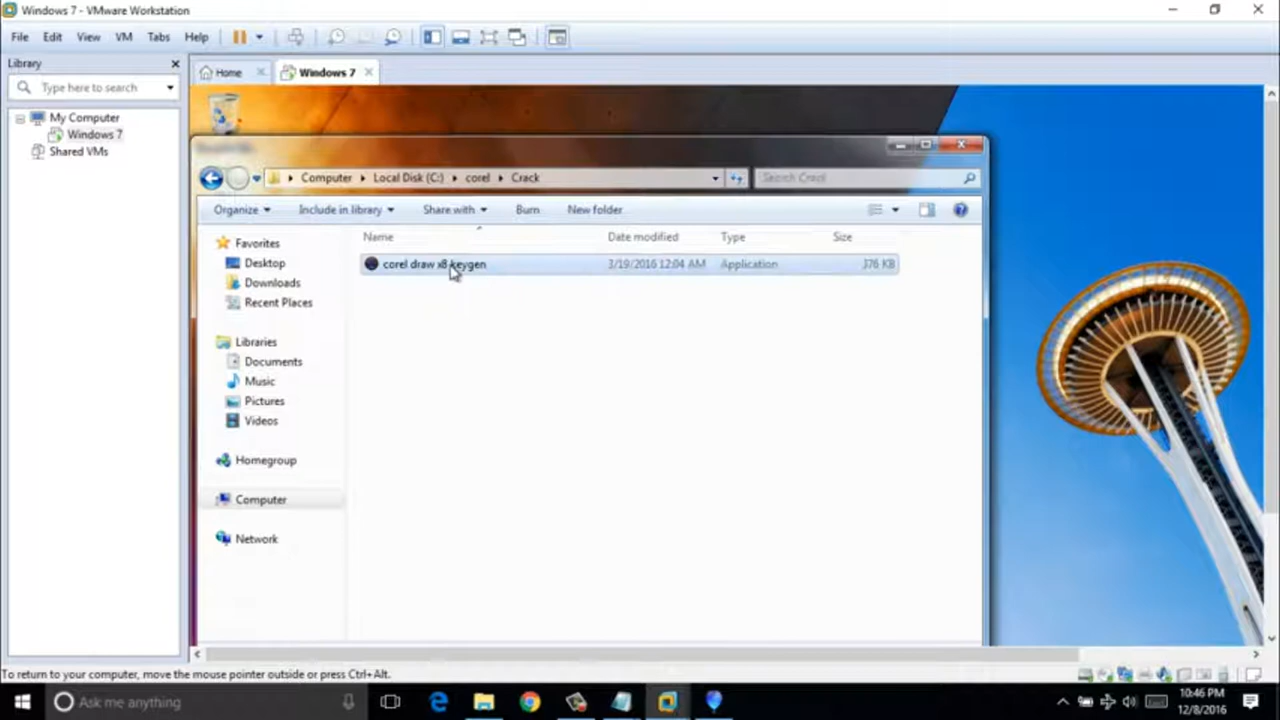 Windows 7 - VMware Workstation
File Edit View VM Tabs Help
Library
Home Windows 7
Type here to search
My Computer
Windows 7
Shared VMs
Computer Local Disk (C:) corel Crack Search Crack
Organize Include in library Share with Burn New folder
Name Date modified Type Size
Favorites
corel draw x8 keygen 3/19/2016 12:04 AM Application 376 KB
Desktop
Downloads
Recent Places
Libraries
Documents
Music
Pictures
Videos
Homegroup
Computer
Network
To return to your computer, move the mouse pointer outside or press Ctrl+Alt.
Ask me anything
10:46 PM
12/8/2016